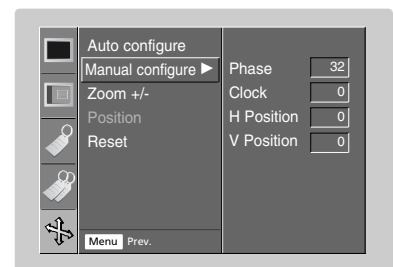 Auto configure
Manual configure ▶
Zoom +/-
Position
Reset
Phase 32
Clock 0
H Position 0
V Position 0
Menu Prev.